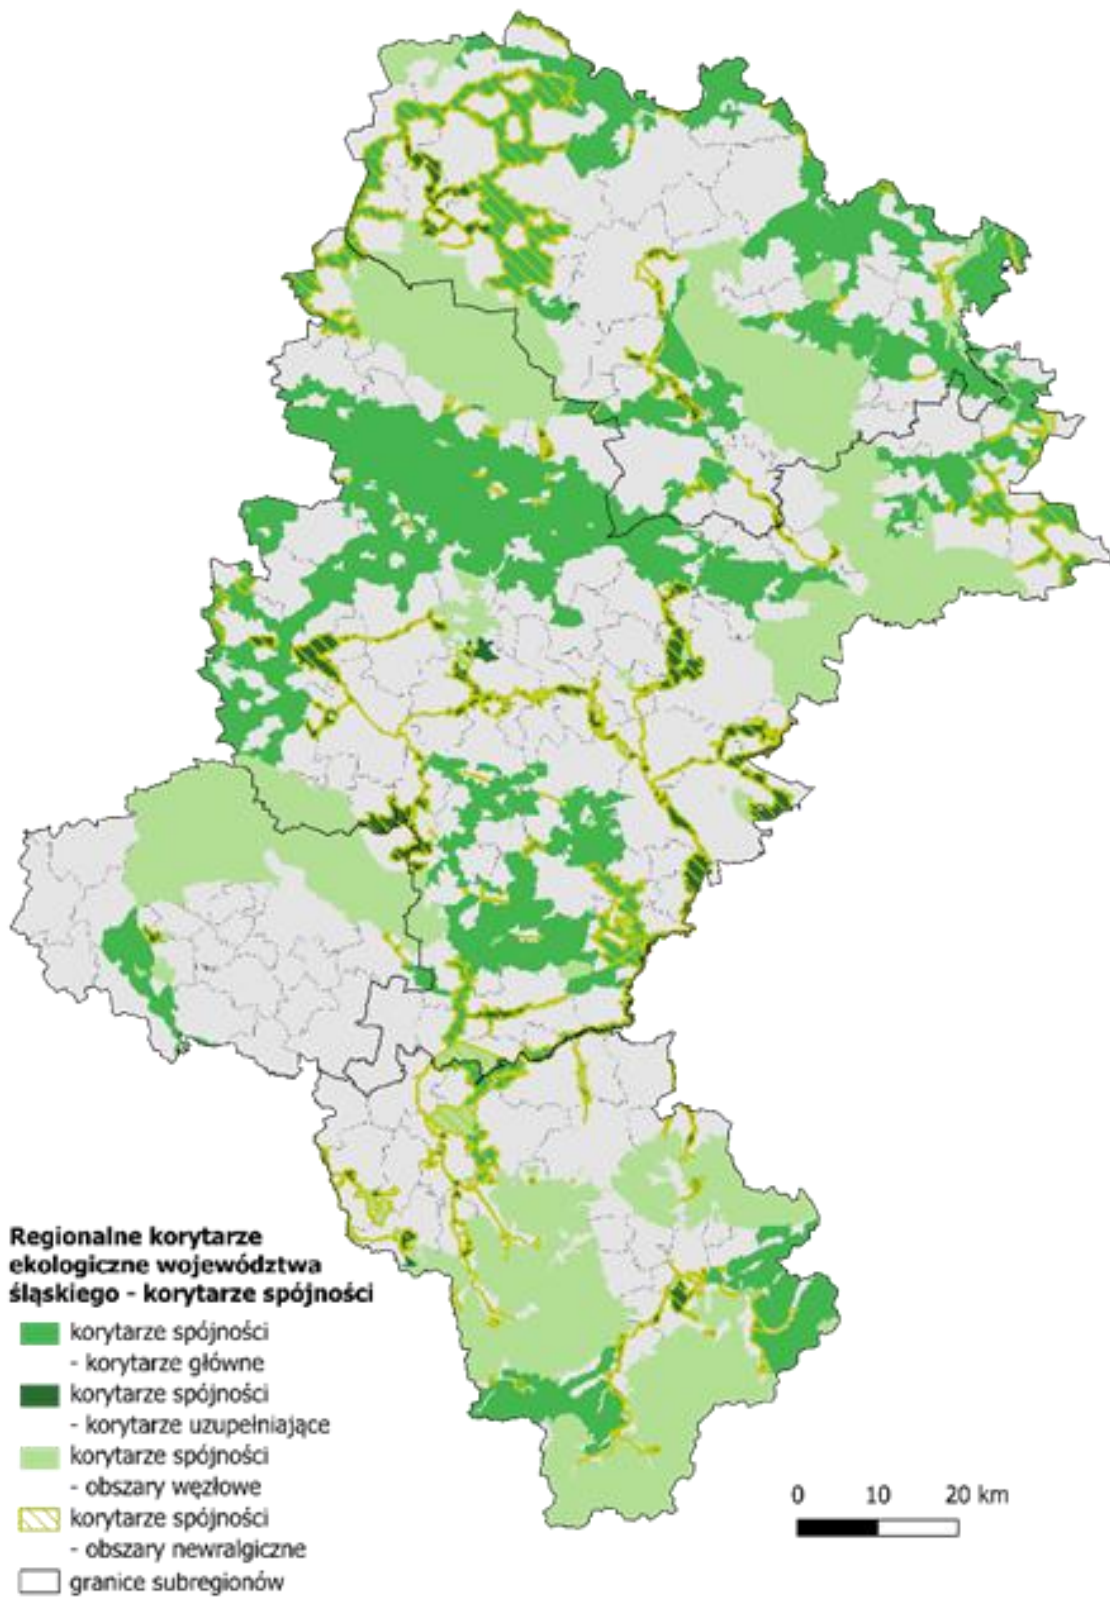 Regionalne korytarze
ekologiczne województwa
śląskiego - korytarze spójności
korytarze spójności
- korytarze główne
korytarze spójności
- korytarze uzupełniające
korytarze spójności
- obszary węzłowe
korytarze spójności
- obszary newralgiczne
granice subregionów
0 10 20 km